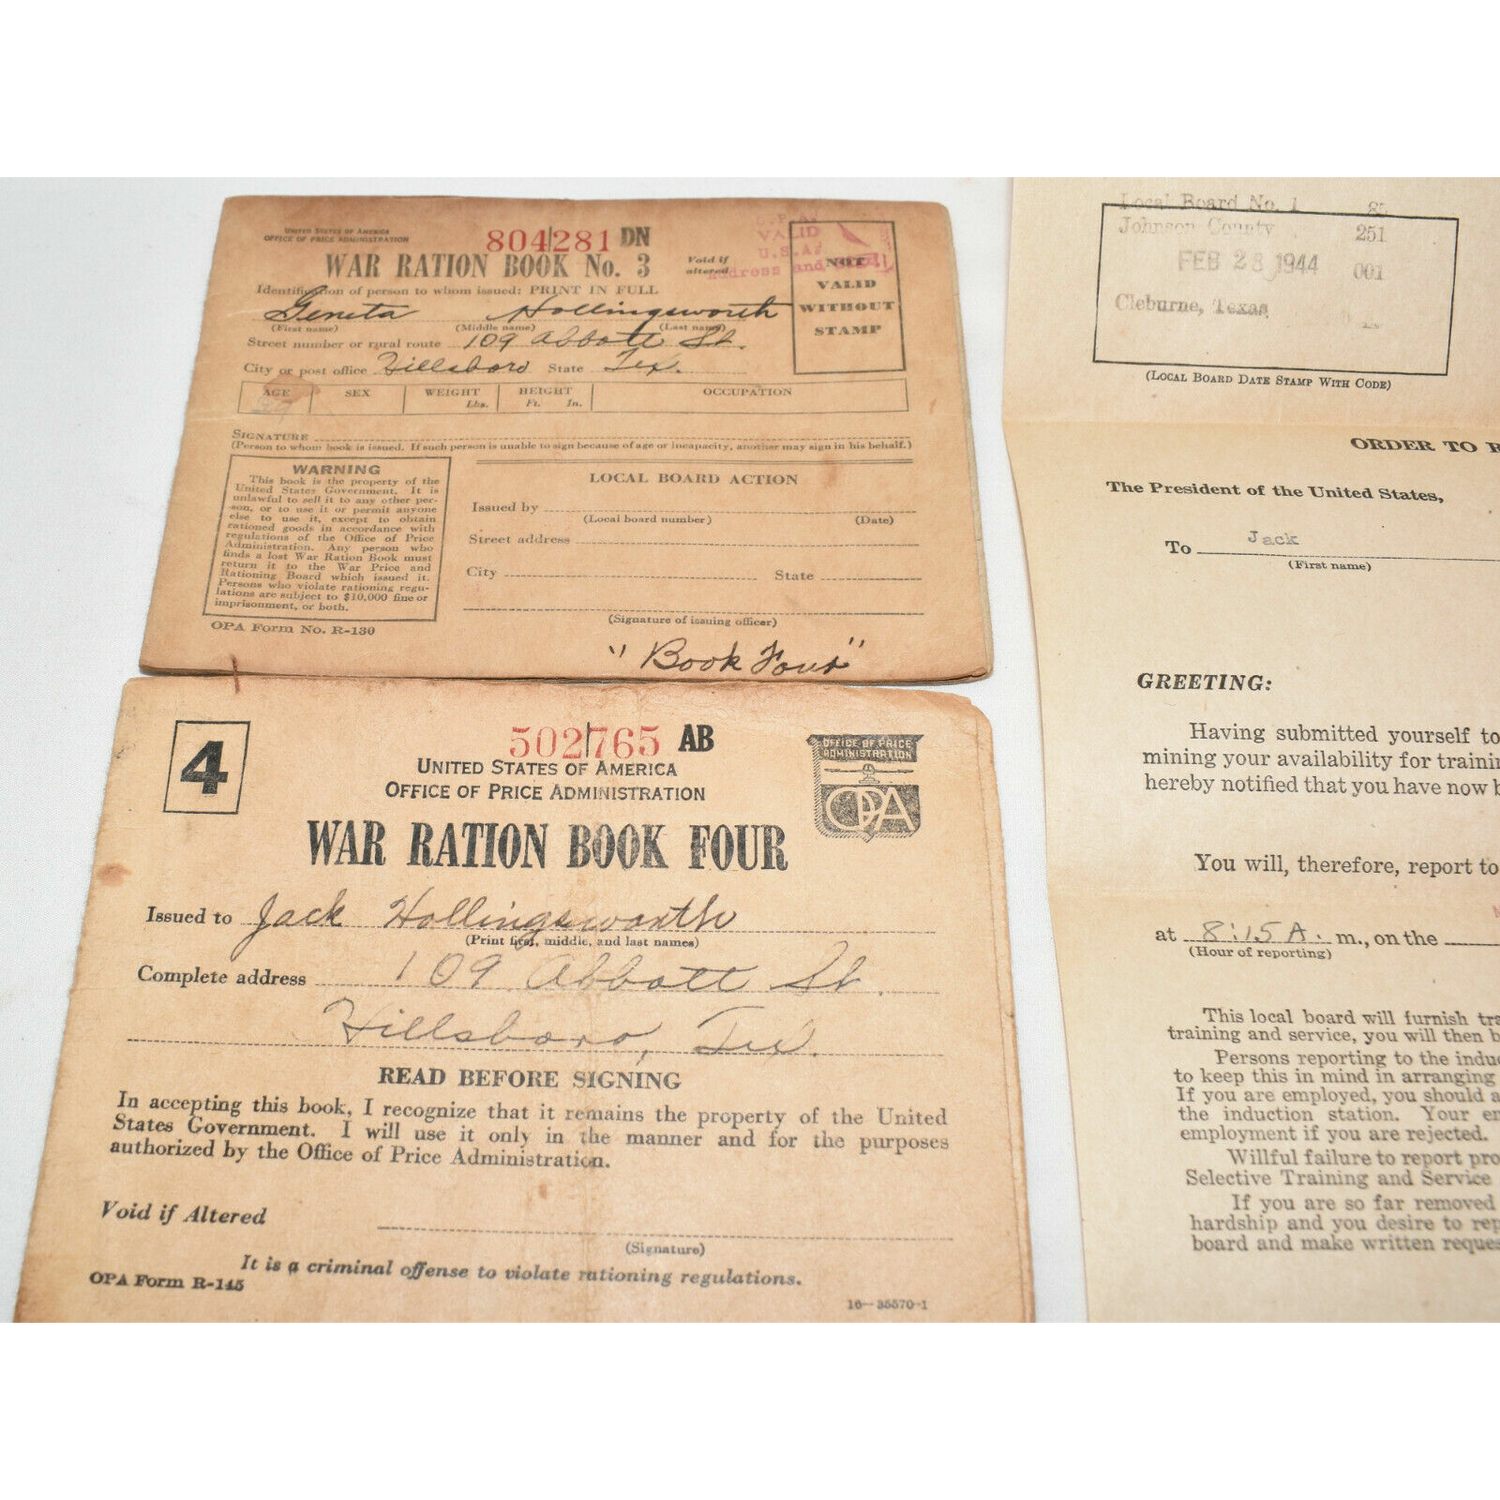 UNITED STATES OF AMERICA
OFFICE OF PRICE ADMINISTRATION
804281 DN
WAR RATION BOOK No. 3
Void if
altered
VALID
U.S.A.
NOT
VALID
WITHOUT
STAMP
Identification of person to whom issued: PRINT IN FULL
Geneta Hollingsworth
(First name) (Middle name) (Last name)
Street number or rural route 109 Abbott St.
City or post office Hillsboro State Tex.
AGE SEX WEIGHT Lbs. HEIGHT Ft. In. OCCUPATION
SIGNATURE
(Person to whom book is issued. If such person is unable to sign because of age or incapacity, another may sign in his behalf.)
WARNING
This book is the property of the
United States Government. It is
unlawful to sell it to any other per-
son, or to use it or permit anyone
else to use it, except to obtain
rationed goods in accordance with
regulations of the Office of Price
Administration. Any person who
finds a lost War Ration Book must
return it to the War Price and
Rationing Board which issued it.
Persons who violate rationing regu-
lations are subject to $10,000 fine or
imprisonment, or both.
OPA Form No. R-130
LOCAL BOARD ACTION
Issued by
(Local board number) (Date)
Street address
City State
(Signature of issuing officer)
"Book Four"
4
502765 AB
UNITED STATES OF AMERICA
OFFICE OF PRICE ADMINISTRATION
OFFICE OF PRICE
ADMINISTRATION
OPA
WAR RATION BOOK FOUR
Issued to Jack Hollingsworth
(Print first, middle, and last names)
Complete address 109 Abbott St.
Hillsboro, Tex.
READ BEFORE SIGNING
In accepting this book, I recognize that it remains the property of the United
States Government. I will use it only in the manner and for the purposes
authorized by the Office of Price Administration.
Void if Altered
(Signature)
It is a criminal offense to violate rationing regulations.
OPA Form R-145
16—35570-1
Local Board No. 1 85
Johnson County 251
FEB 28 1944 001
Cleburne, Texas
(LOCAL BOARD DATE STAMP WITH CODE)
ORDER TO
The President of the United States,
To Jack
(First name)
GREETING:
Having submitted yourself to
mining your availability for
hereby notified that you have now
You will, therefore, report to
at 8:15 A. m., on the
(Hour of reporting)
This local board will furnish
training and service, you will then
Persons reporting to the
to keep this in mind in arranging
If you are employed, you should
the induction station. Your
employment if you are rejected.
Willful failure to report
Selective Training and Service
If you are so far removed
hardship and you desire to
board and make written